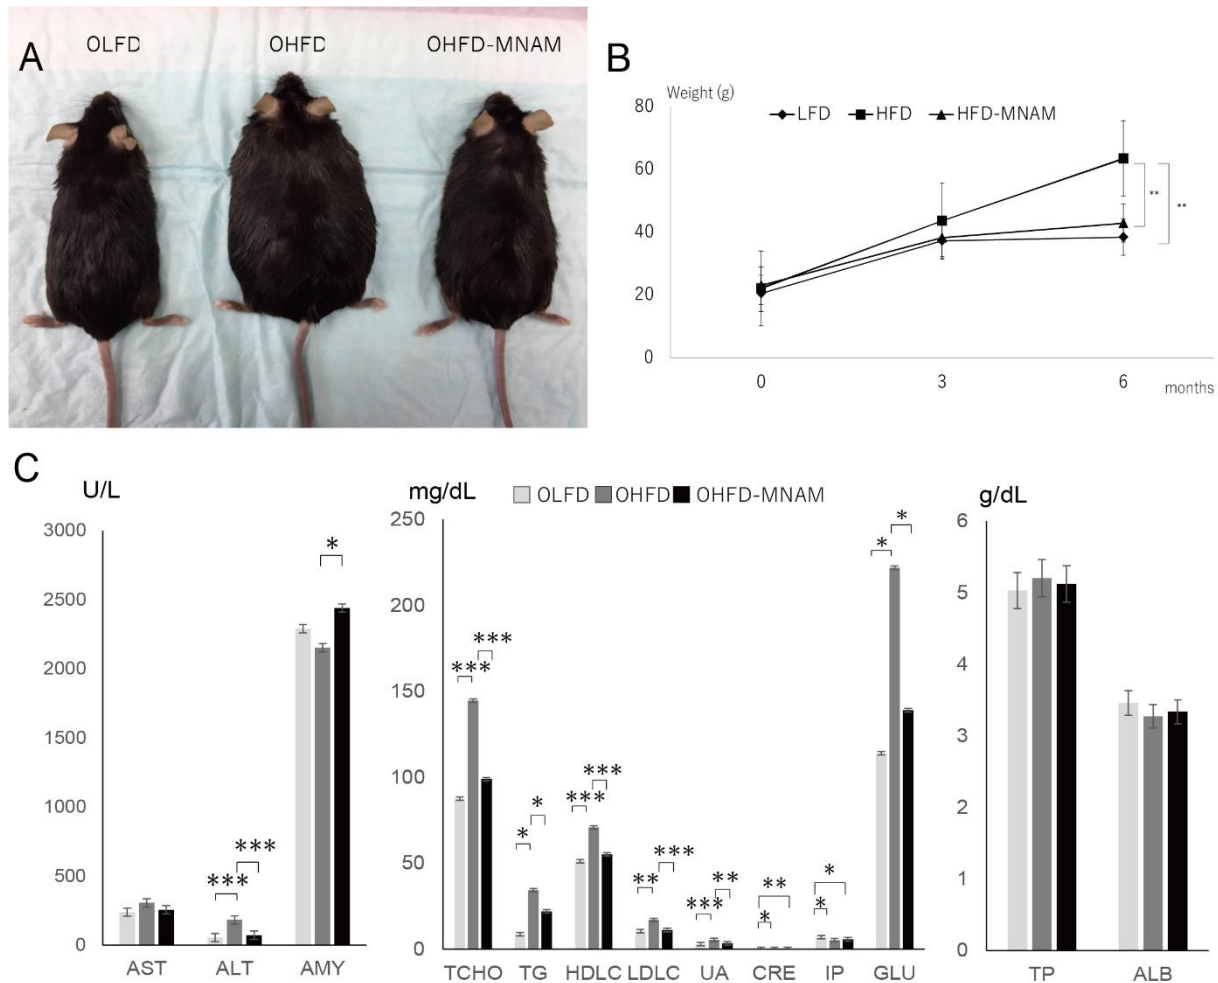 A
OLFD
OHFD
OHFD-MNAM
B
Weight (g)
LFD
HFD
HFD-MNAM
80
60
40
20
0
**
**
0
3
6
months
C
U/L
3000
2500
2000
1500
1000
500
0
***
***
*
AST
ALT
AMY
mg/dL
OLFD
OHFD
OHFD-MNAM
250
200
150
100
50
0
***
***
*
*
***
***
**
***
***
**
*
**
*
*
*
*
TCHO
TG
HDLC
LDLC
UA
CRE
IP
GLU
g/dL
6
5
4
3
2
1
0
TP
ALB